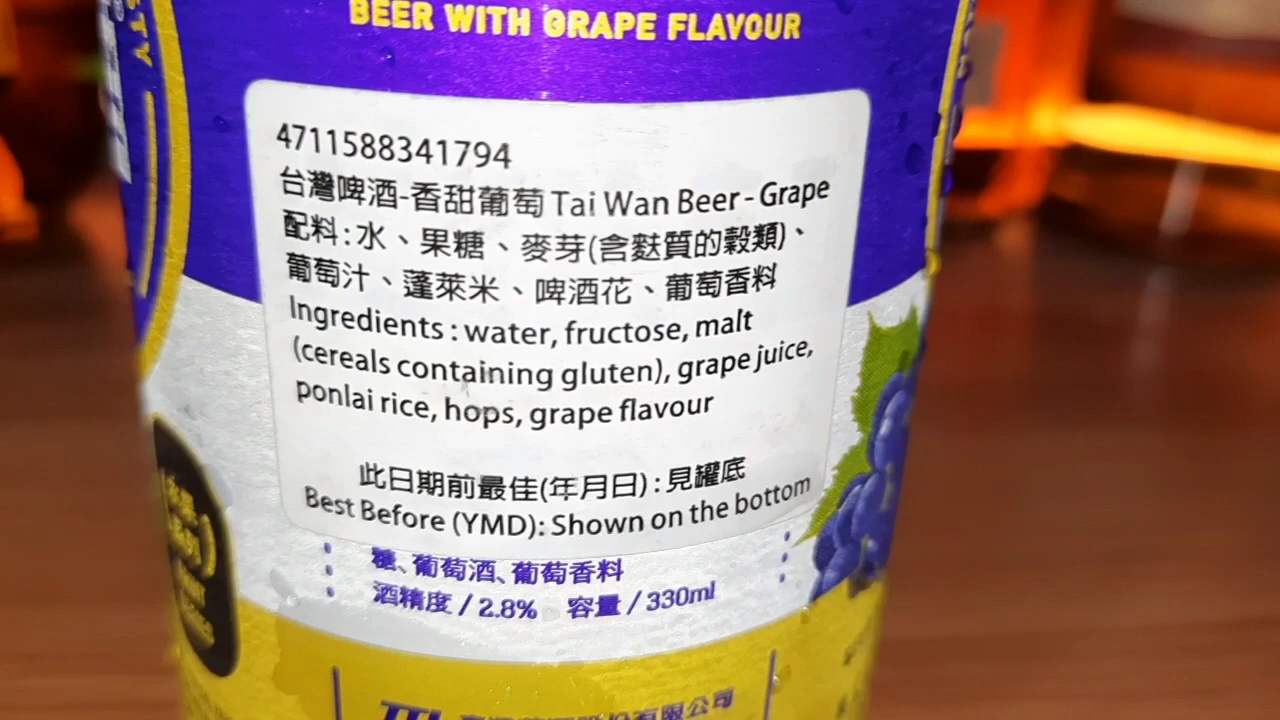 BEER WITH GRAPE FLAVOUR
4711588341794
台灣啤酒-香甜葡萄 Tai Wan Beer - Grape
配料:水、果糖、麥芽(含麩質的穀類)、
葡萄汁、蓬萊米、啤酒花、葡萄香料
Ingredients : water, fructose, malt
(cereals containing gluten), grape juice,
ponlai rice, hops, grape flavour
此日期前最佳(年月日) : 見罐底
Best Before (YMD): Shown on the bottom
糖、葡萄酒、葡萄香料
酒精度 / 2.8% 容量 / 330ml
有限公司